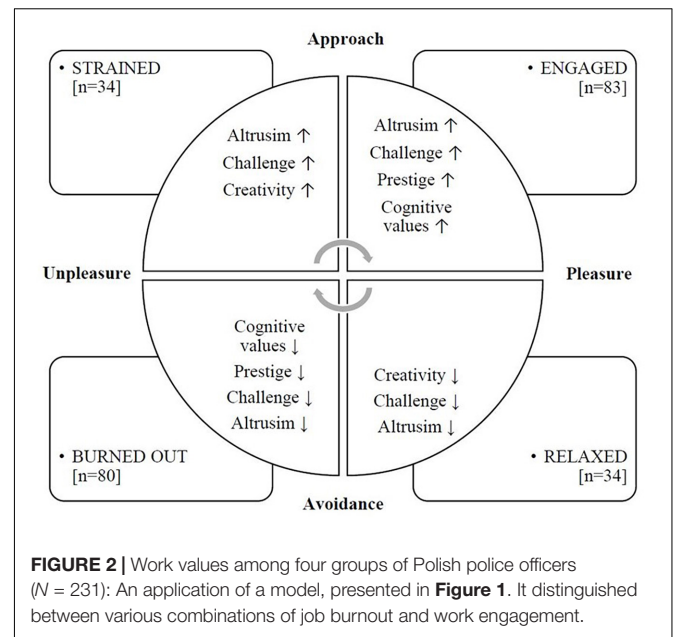 Approach
• STRAINED
[n=34]
• ENGAGED
[n=83]
Altrusim ↑
Challenge ↑
Creativity ↑
Altrusim ↑
Challenge ↑
Prestige ↑
Cognitive
values ↑
Unpleasure
Pleasure
Cognitive
values ↓
Prestige ↓
Challenge ↓
Altrusim ↓
Creativity ↓
Challenge ↓
Altrusim ↓
• BURNED OUT
[n=80]
• RELAXED
[n=34]
Avoidance
FIGURE 2 | Work values among four groups of Polish police officers
(N = 231): An application of a model, presented in Figure 1. It distinguished
between various combinations of job burnout and work engagement.